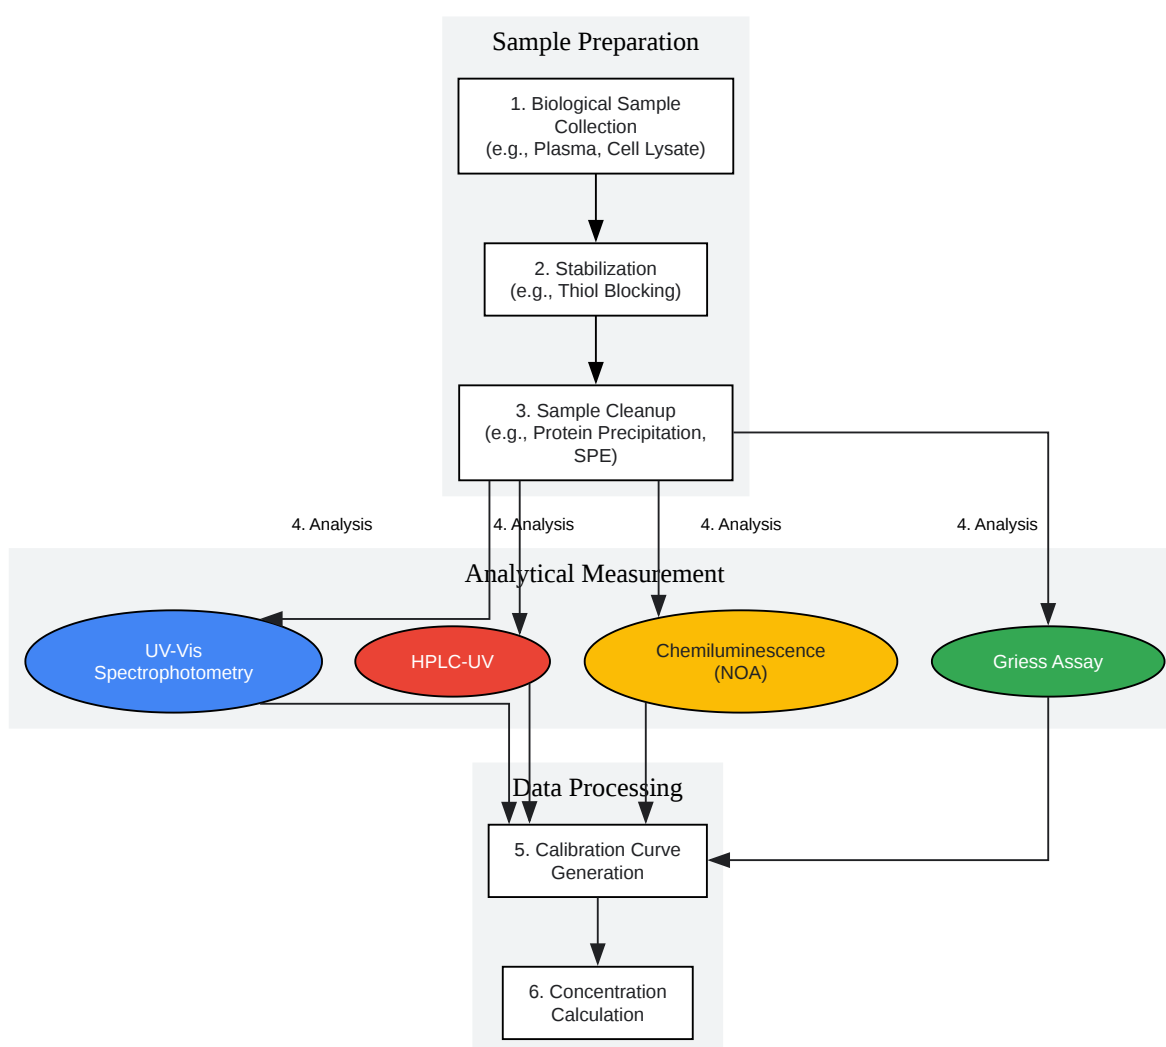 Sample Preparation
1. Biological Sample
Collection
(e.g., Plasma, Cell Lysate)
2. Stabilization
(e.g., Thiol Blocking)
3. Sample Cleanup
(e.g., Protein Precipitation,
SPE)
4. Analysis
4. Analysis
4. Analysis
4. Analysis
Analytical Measurement
UV-Vis
Spectrophotometry
HPLC-UV
Chemiluminescence
(NOA)
Griess Assay
Data Processing
5. Calibration Curve
Generation
6. Concentration
Calculation